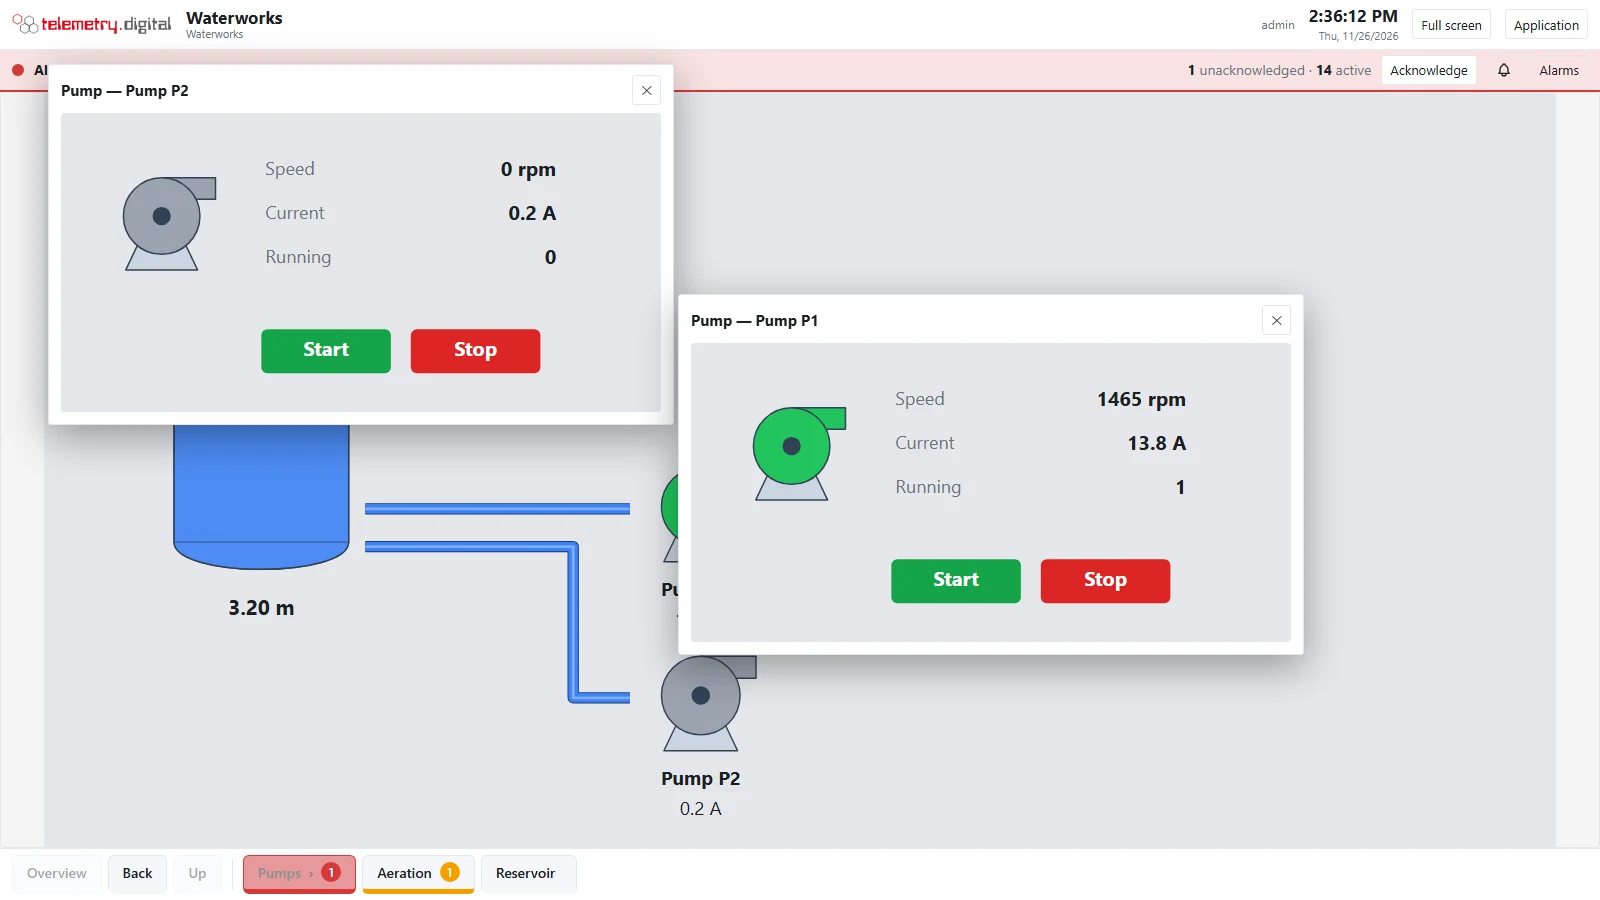 telemetry.digital
Waterworks
Waterworks
admin
2:36:12 PM
Thu, 11/26/2026
Full screen
Application
1 unacknowledged · 14 active
Acknowledge
Alarms
Pump — Pump P2
Speed 0 rpm
Current 0.2 A
Running 0
Start Stop
Pump — Pump P1
Speed 1465 rpm
Current 13.8 A
Running 1
Start Stop
3.20 m
Pump P2
0.2 A
Overview
Back
Up
Pumps › 1
Aeration 1
Reservoir